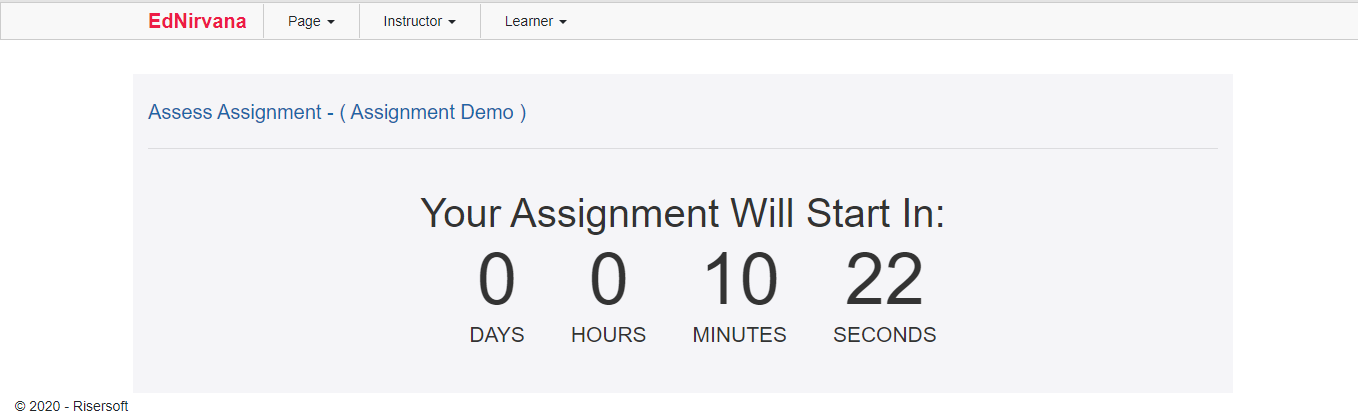 EdNirvana Page Instructor Learner
Assess Assignment - ( Assignment Demo )
Your Assignment Will Start In:
0 0 10 22
DAYS HOURS MINUTES SECONDS
© 2020 - Risersoft